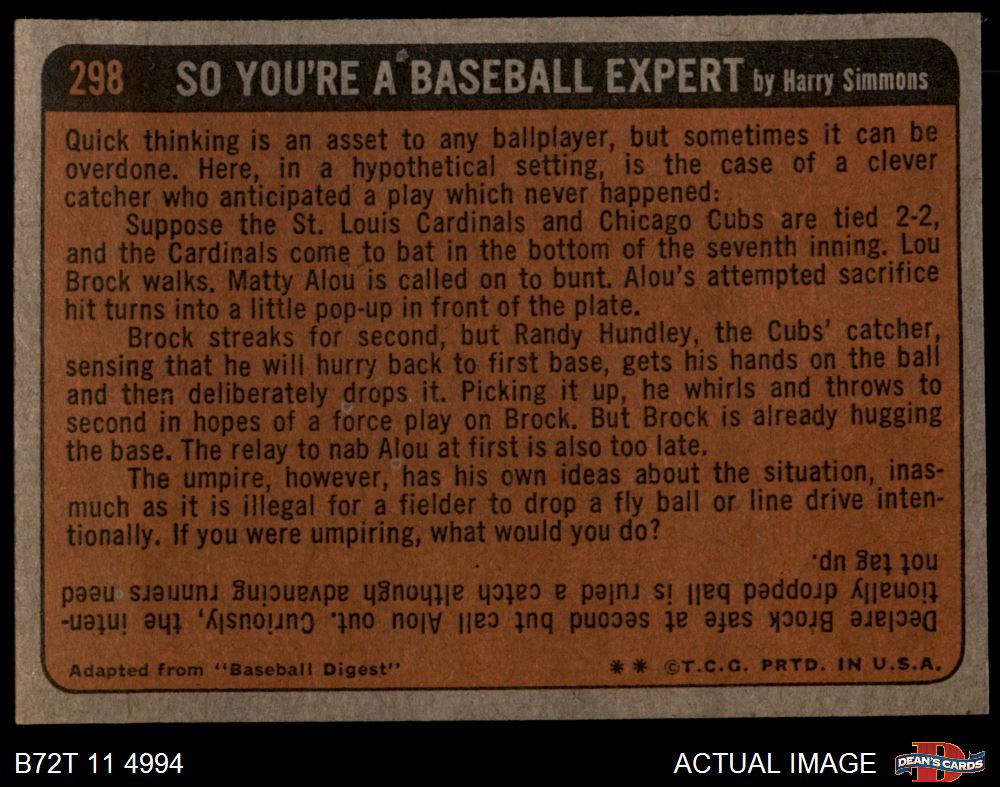 298 SO YOU'RE A BASEBALL EXPERT by Harry Simmons
Quick thinking is an asset to any ballplayer, but sometimes it can be
overdone. Here, in a hypothetical setting, is the case of a clever
catcher who anticipated a play which never happened:
Suppose the St. Louis Cardinals and Chicago Cubs are tied 2-2,
and the Cardinals come to bat in the bottom of the seventh inning. Lou
Brock walks. Matty Alou is called on to bunt. Alou's attempted sacrifice
hit turns into a little pop-up in front of the plate.
Brock streaks for second, but Randy Hundley, the Cubs' catcher,
sensing that he will hurry back to first base, gets his hands on the ball
and then deliberately drops it. Picking it up, he whirls and throws to
second in hopes of a force play on Brock. But Brock is already hugging
the base. The relay to nab Alou at first is also too late.
The umpire, however, has his own ideas about the situation, inas-
much as it is illegal for a fielder to drop a fly ball or line drive inten-
tionally. If you were umpiring, what would you do?
Declare Brock safe at second but call Alou out. Curiously, the inten-
tionally dropped ball is ruled a catch although advancing runners need
not tag up.
Adapted from "Baseball Digest" ** ©T.C.G. PRTD. IN U.S.A.
B72T 11 4994 ACTUAL IMAGE DEAN'S CARDS